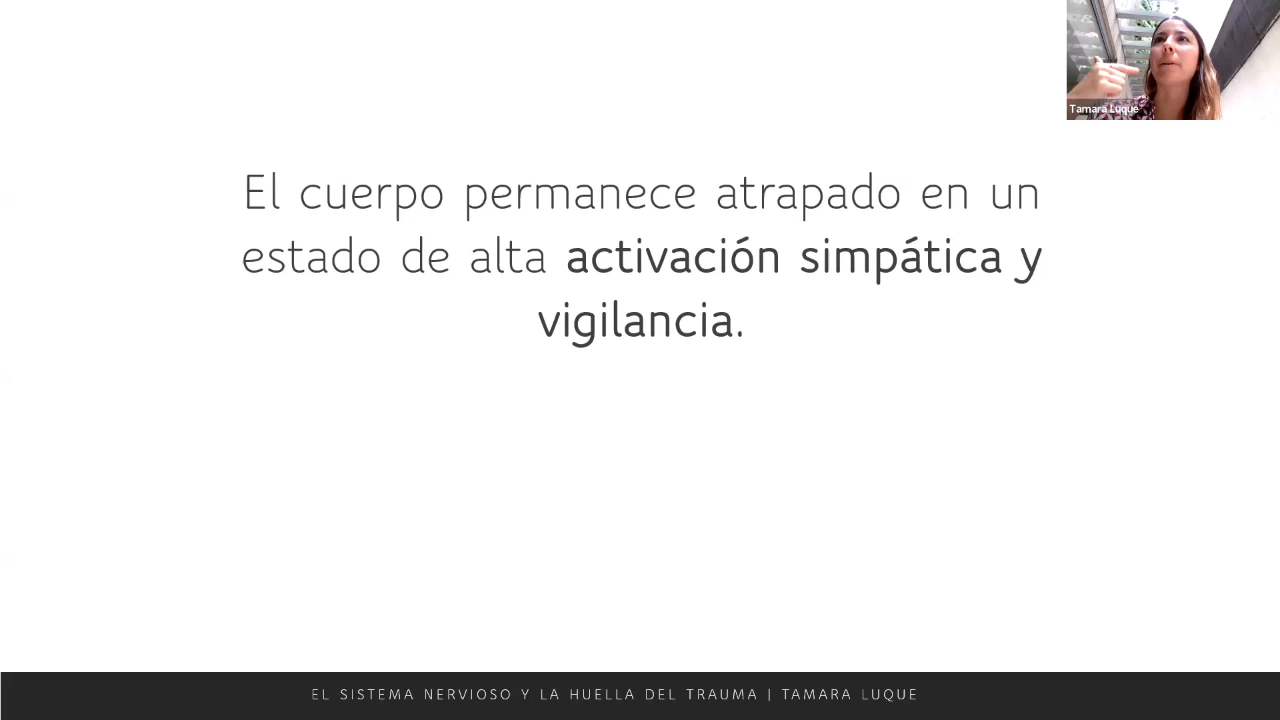 Tamara Luque
El cuerpo permanece atrapado en un
estado de alta activación simpática y
vigilancia.
EL SISTEMA NERVIOSO Y LA HUELLA DEL TRAUMA | TAMARA LUQUE